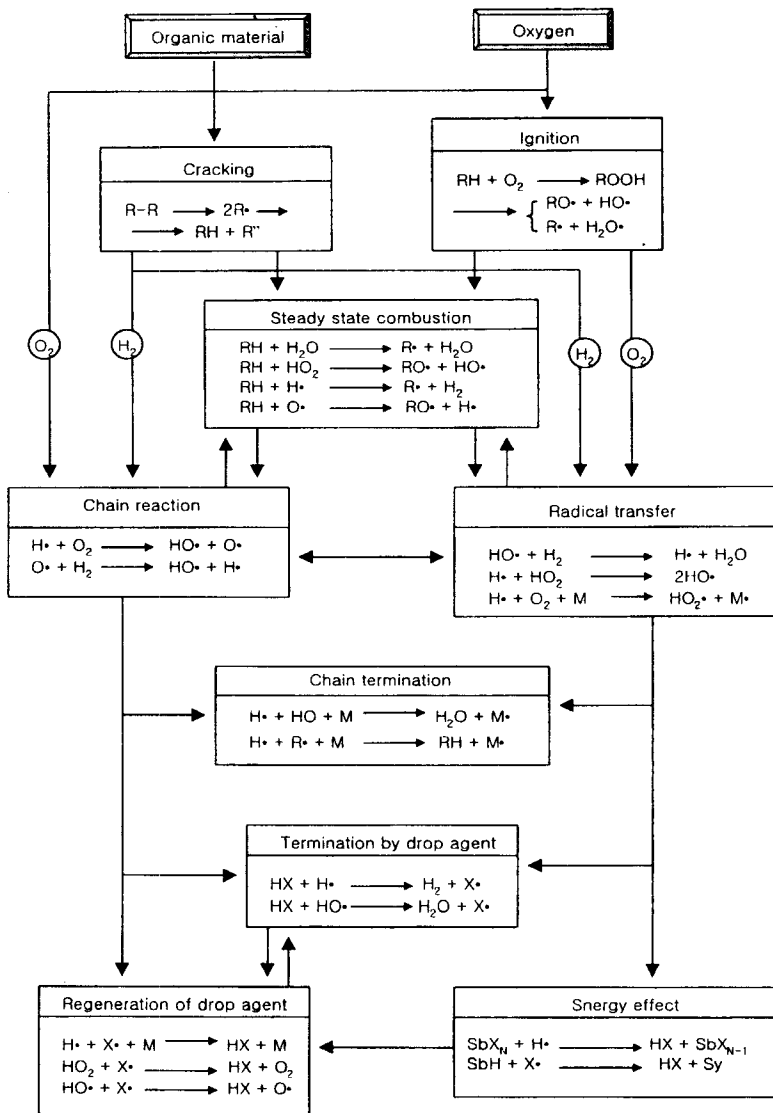 Organic material
Oxygen
Ignition
RH + O₂ ⟶ ROOH
⟶ { RO• + HO•
R• + H₂O•
Cracking
R–R ⟶ 2R• ⟶
⟶ RH + R''
Steady state combustion
RH + H₂O ⟶ R• + H₂O
RH + HO₂ ⟶ RO• + HO•
RH + H• ⟶ R• + H₂
RH + O• ⟶ RO• + H•
O₂
H₂
H₂
O₂
Chain reaction
H• + O₂ ⟶ HO• + O•
O• + H₂ ⟶ HO• + H•
Radical transfer
HO• + H₂ ⟶ H• + H₂O
H• + HO₂ ⟶ 2HO•
H• + O₂ + M ⟶ HO₂• + M•
Chain termination
H• + HO + M ⟶ H₂O + M•
H• + R• + M ⟶ RH + M•
Termination by drop agent
HX + H• ⟶ H₂ + X•
HX + HO• ⟶ H₂O + X•
Regeneration of drop agent
H• + X• + M ⟶ HX + M
HO₂ + X• ⟶ HX + O₂
HO• + X• ⟶ HX + O•
Snergy effect
SbX_N + H• ⟶ HX + SbX_N−1
SbH + X• ⟶ HX + Sy